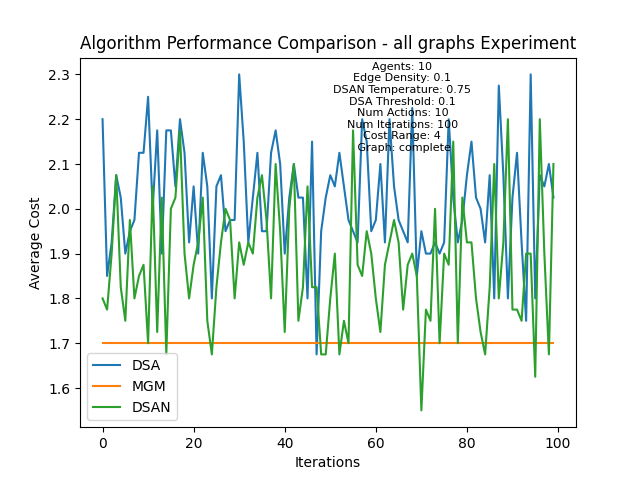 Algorithm Performance Comparison - all graphs Experiment
Agents: 10
Edge Density: 0.1
DSAN Temperature: 0.75
DSA Threshold: 0.1
Num Actions: 10
Num Iterations: 100
Cost Range: 4
Graph: complete
2.3
2.2
2.1
2.0
1.9
1.8
1.7
1.6
Average Cost
DSA
MGM
DSAN
0
20
40
60
80
100
Iterations